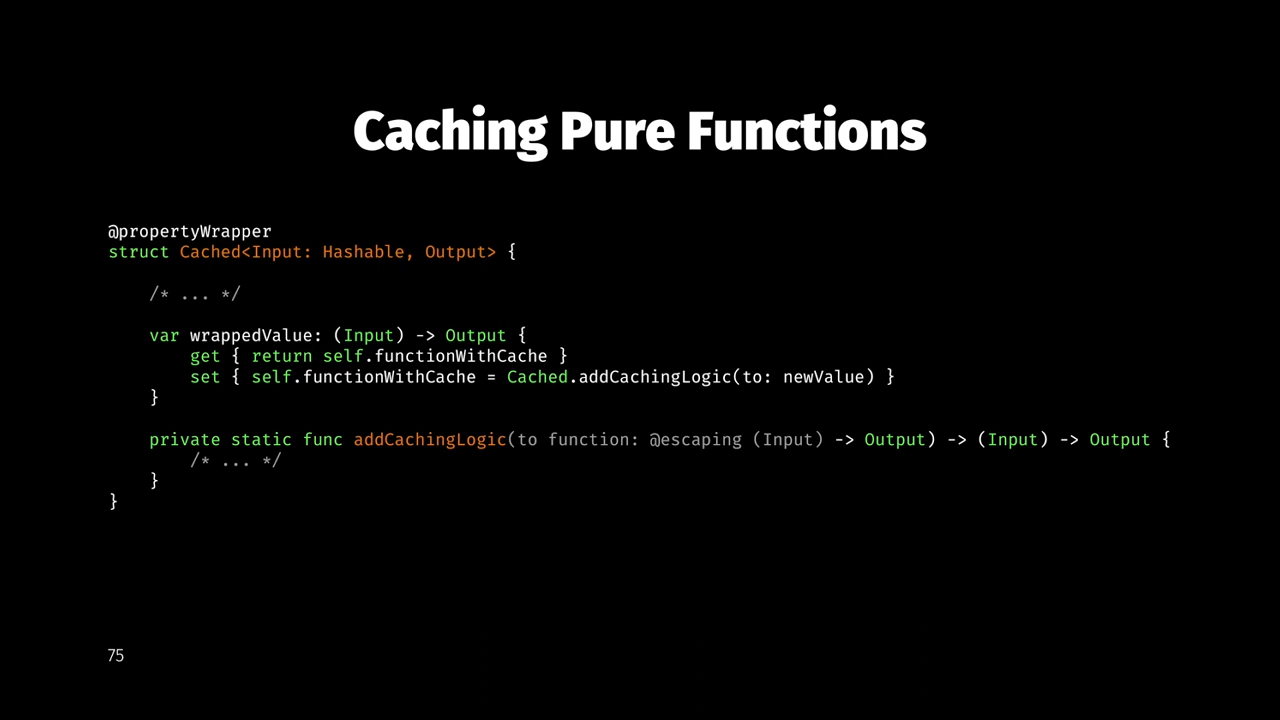 Caching Pure Functions
@propertyWrapper
struct Cached<Input: Hashable, Output> {
/* ... */
var wrappedValue: (Input) -> Output {
get { return self.functionWithCache }
set { self.functionWithCache = Cached.addCachingLogic(to: newValue) }
}
private static func addCachingLogic(to function: @escaping (Input) -> Output) -> (Input) -> Output {
/* ... */
}
}
75